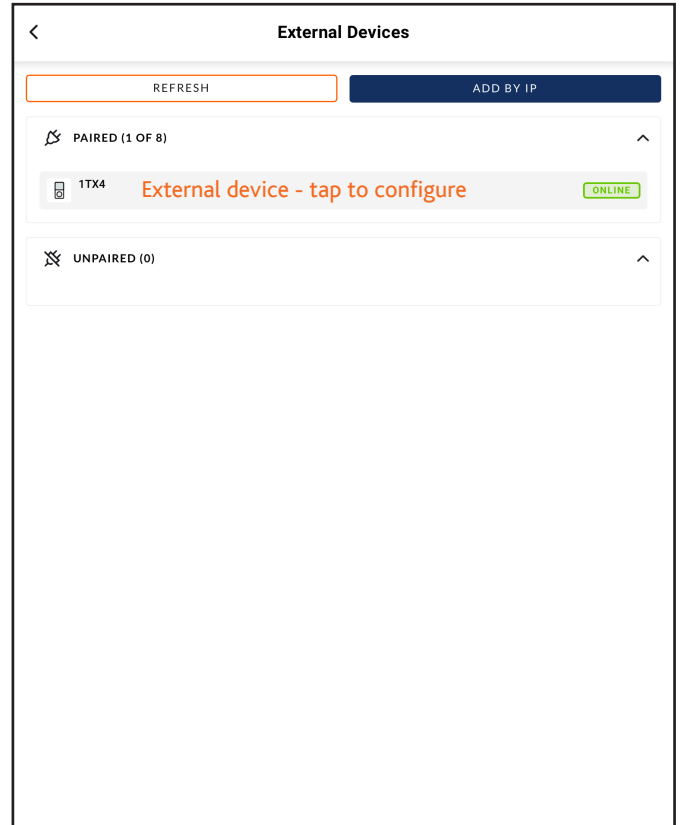 External Devices
REFRESH
ADD BY IP
PAIRED (1 OF 8)
1TX4
External device - tap to configure
ONLINE
UNPAIRED (0)